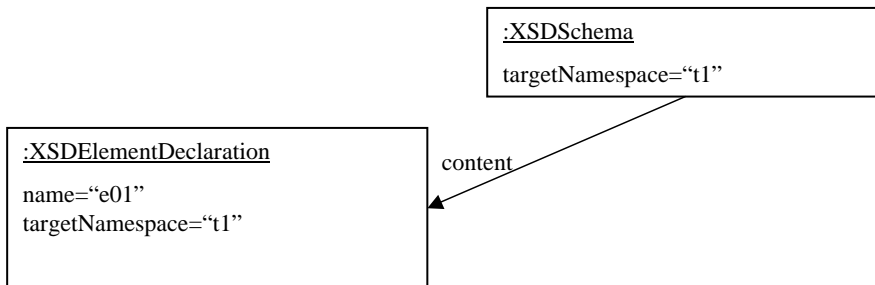 :XSDSchema
targetNamespace=“t1”
:XSDElementDeclaration
content
name=“e01”
targetNamespace=“t1”